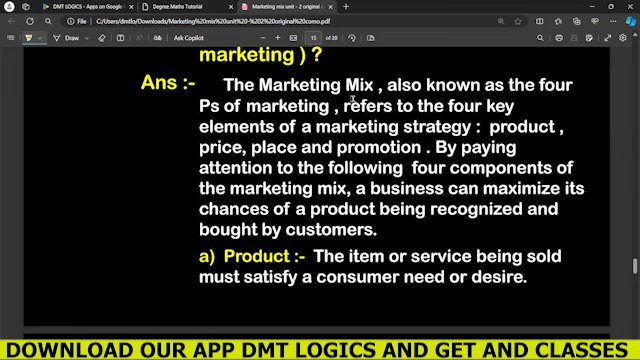 DMT LOGICS - Apps on Google
Degree Maths Tutorial
Marketing mix unit - 2 original
C:/Users/dmtlo/Downloads/Marketing%20mix%20unit%20-%202%20original%20como.pdf
Draw
Ask Copilot
15 of 20
marketing ) ?
Ans :- The Marketing Mix , also known as the four
Ps of marketing , refers to the four key
elements of a marketing strategy : product ,
price, place and promotion . By paying
attention to the following four components of
the marketing mix, a business can maximize its
chances of a product being recognized and
bought by customers.
a) Product :- The item or service being sold
must satisfy a consumer need or desire.
DOWNLOAD OUR APP DMT LOGICS AND GET AND CLASSES